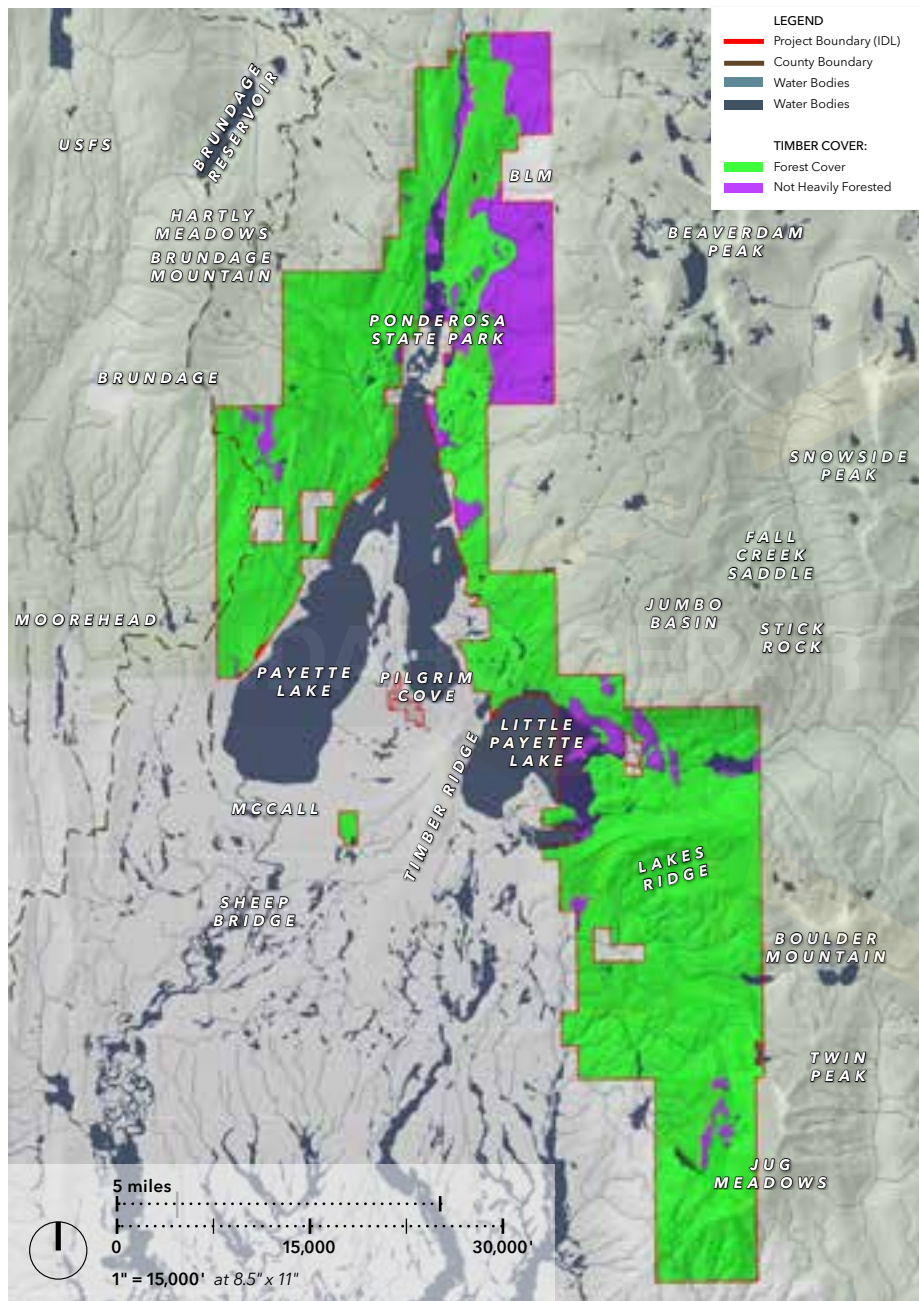 LEGEND
Project Boundary (IDL)
County Boundary
Water Bodies
Water Bodies
TIMBER COVER:
Forest Cover
Not Heavily Forested
BRUNDAGE
RESERVOIR
USFS
BLM
HARTLY
MEADOWS
BRUNDAGE
MOUNTAIN
BEAVERDAM
PEAK
PONDEROSA
STATE PARK
BRUNDAGE
SNOWSIDE
PEAK
FALL
CREEK
SADDLE
JUMBO
BASIN
STICK
ROCK
MOOREHEAD
PAYETTE
LAKE
PILGRIM
COVE
LITTLE
PAYETTE
LAKE
TIMBER RIDGE
MCCALL
LAKES
RIDGE
SHEEP
BRIDGE
BOULDER
MOUNTAIN
TWIN
PEAK
JUG
MEADOWS
5 miles
0 15,000 30,000'
1" = 15,000' at 8.5" x 11"